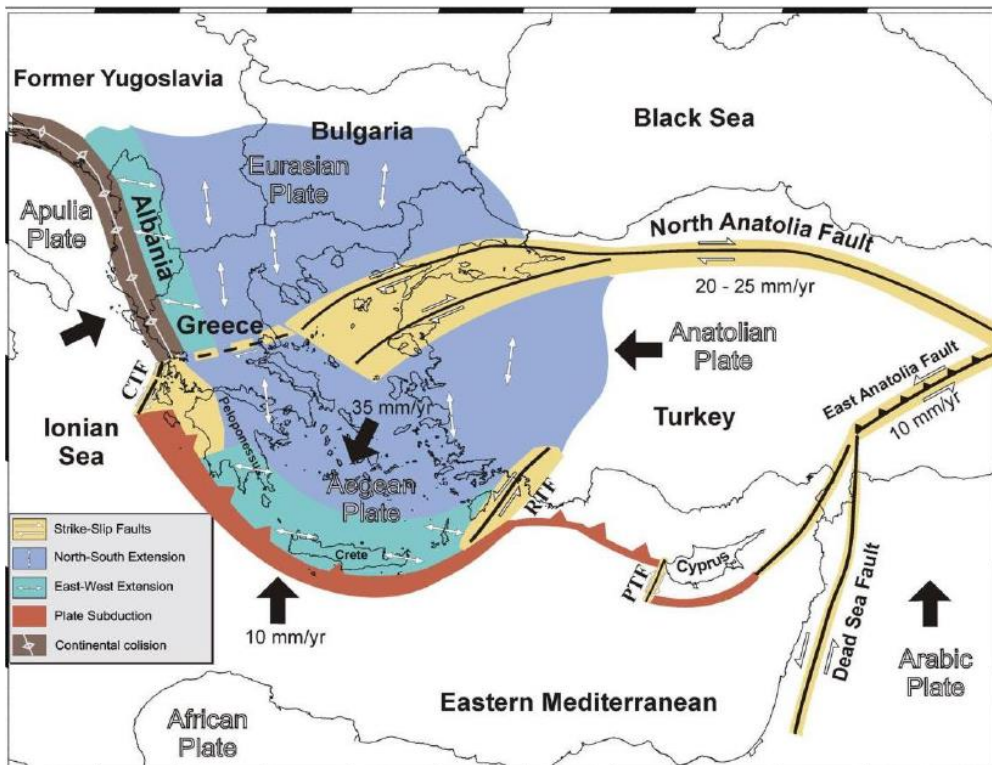 Former Yugoslavia
Black Sea
Bulgaria
Eurasian
Plate
Apulia
Plate
Albania
North Anatolia Fault
20 - 25 mm/yr
Greece
Anatolian
Plate
CTF
East Anatolia Fault
10 mm/yr
35 mm/yr
Turkey
Ionian
Sea
Peloponessus
Aegean
Plate
RTF
Strike-Slip Faults
North-South Extension
East-West Extension
Plate Subduction
Continental colision
Crete
Cyprus
PTF
10 mm/yr
Dead Sea Fault
Arabic
Plate
Eastern Mediterranean
African
Plate